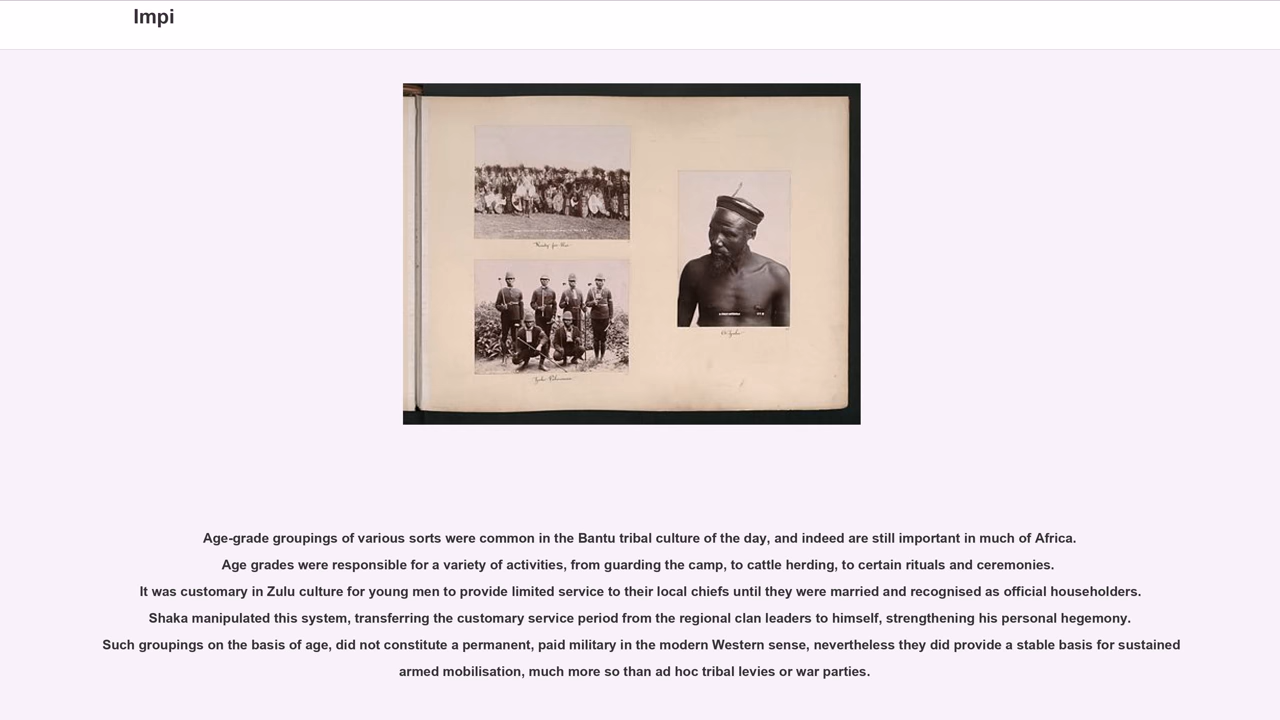 Impi
Age-grade groupings of various sorts were common in the Bantu tribal culture of the day, and indeed are still important in much of Africa.
Age grades were responsible for a variety of activities, from guarding the camp, to cattle herding, to certain rituals and ceremonies.
It was customary in Zulu culture for young men to provide limited service to their local chiefs until they were married and recognised as official householders.
Shaka manipulated this system, transferring the customary service period from the regional clan leaders to himself, strengthening his personal hegemony.
Such groupings on the basis of age, did not constitute a permanent, paid military in the modern Western sense, nevertheless they did provide a stable basis for sustained
armed mobilisation, much more so than ad hoc tribal levies or war parties.